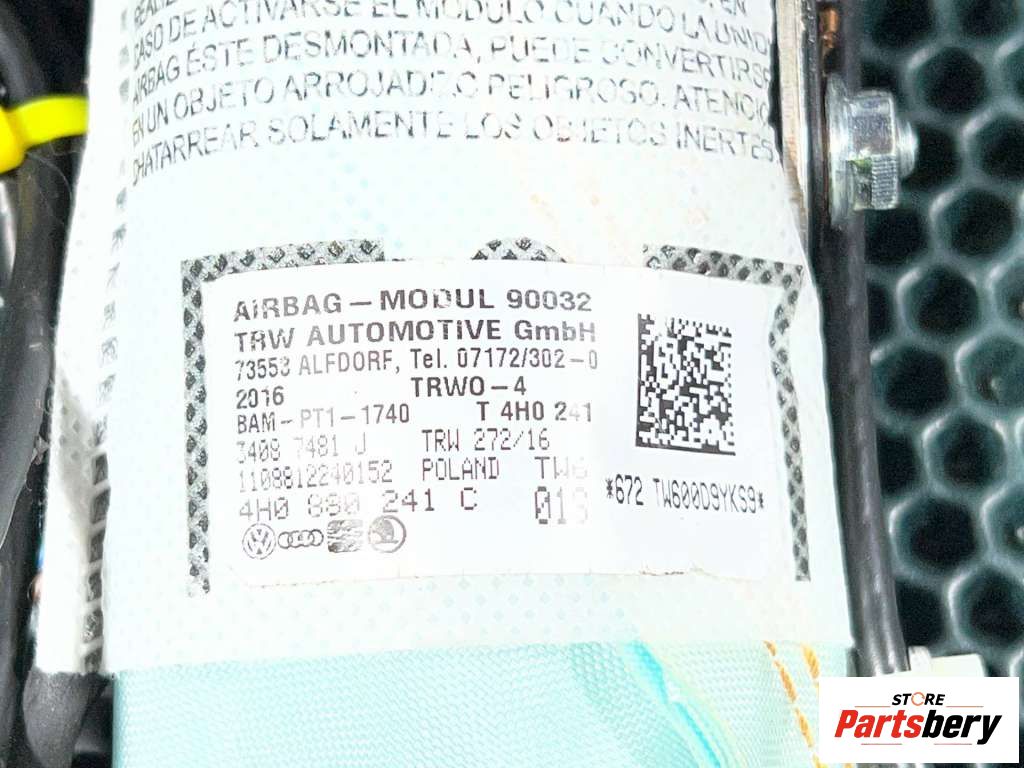 CASO DE ACTIVARSE EL MODULO CUANDO LA UNIDAD
AIRBAG ÉSTE DESMONTADA, PUEDE CONVERTIRSE
EN UN OBJETO ARROJADIZO PELIGROSO. ATENCIO
CHATARREAR SOLAMENTE LOS OBJETOS INERTES.
AIRBAG – MODUL 90032
TRW AUTOMOTIVE GmbH
73553 ALFDORF, Tel. 07172/302-0
2016 TRWO-4
BAM-PT1-1740 T 4H0 241
3408 7481 J TRW 272/16
1108812240152 POLAND TW6
4H0 880 241 C 013
*672 TW600D9YKS9*
STORE
Partsbery